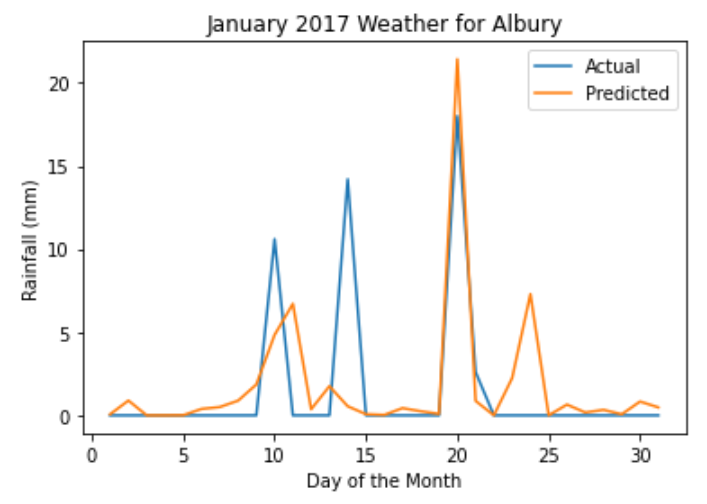 January 2017 Weather for Albury
Actual
Predicted
20
15
10
5
0
Rainfall (mm)
0 5 10 15 20 25 30
Day of the Month